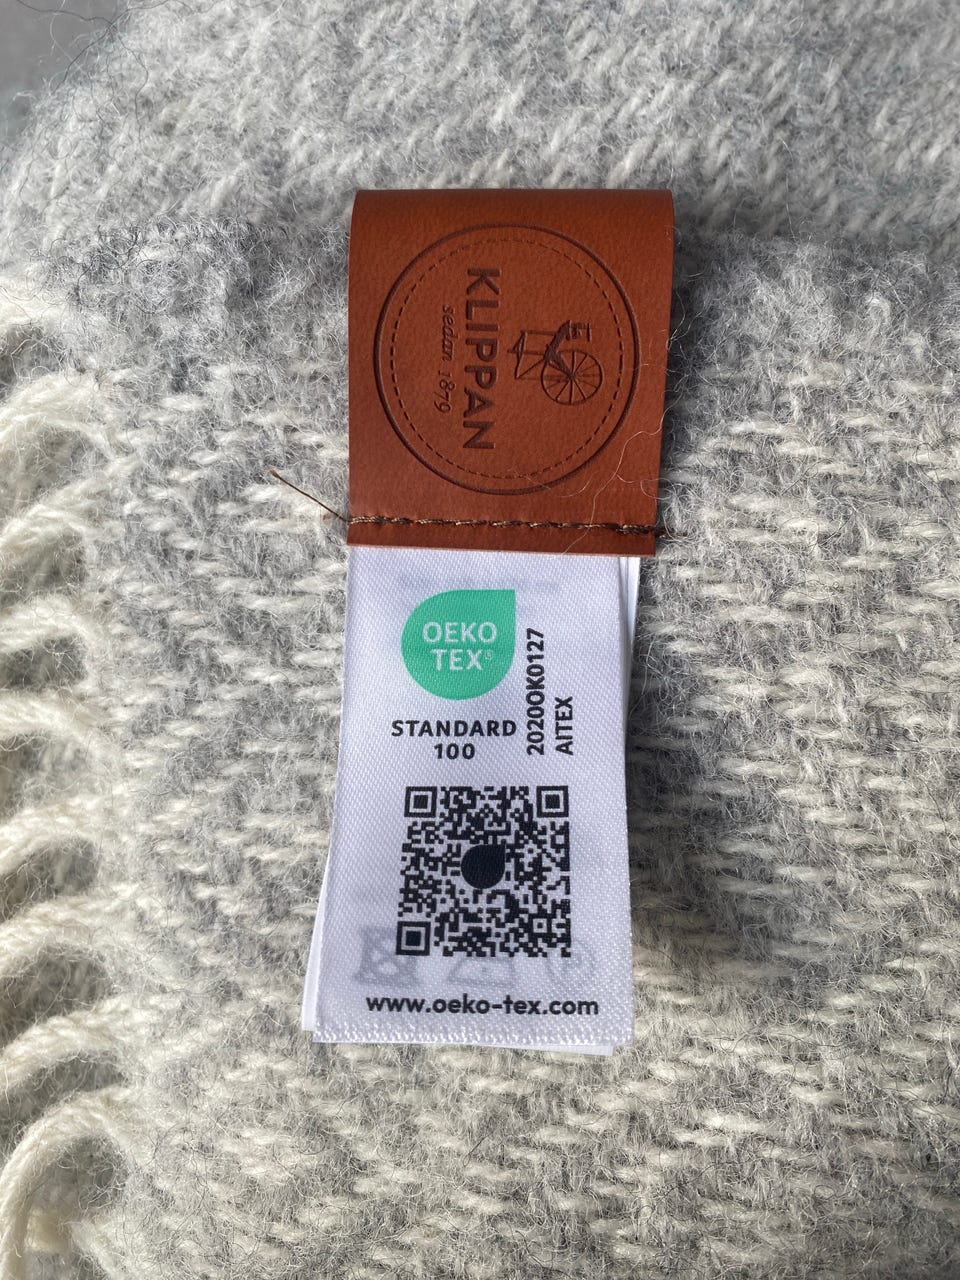 KLIPPAN
sedan 1879
OEKO
TEX®
STANDARD
100
2020OK0127
AITEX
www.oeko-tex.com